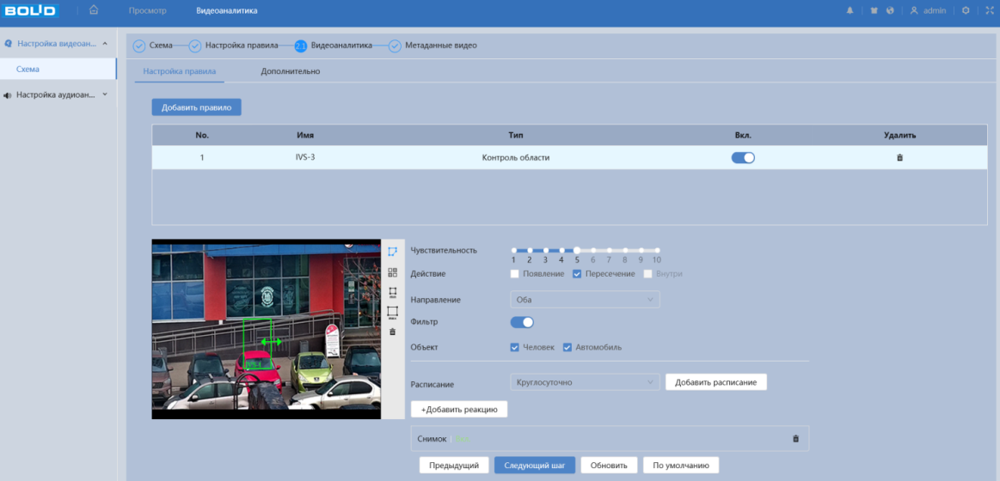 BOLID Просмотр Видеоаналитика admin
Настройка видеоан...
Схема
Настройка аудиоан...
Схема Настройка правила 2.1 Видеоаналитика Метаданные видео
Настройка правила Дополнительно
Добавить правило
No. Имя Тип Вкл. Удалить
1 IVS-3 Контроль области
Чувствительность
1 2 3 4 5 6 7 8 9 10
Действие Появление Пересечение Внутри
Направление Оба
Фильтр
Объект Человек Автомобиль
IVS-3
Расписание Круглосуточно Добавить расписание
+Добавить реакцию
Снимок
Предыдущий Следующий шаг Обновить По умолчанию